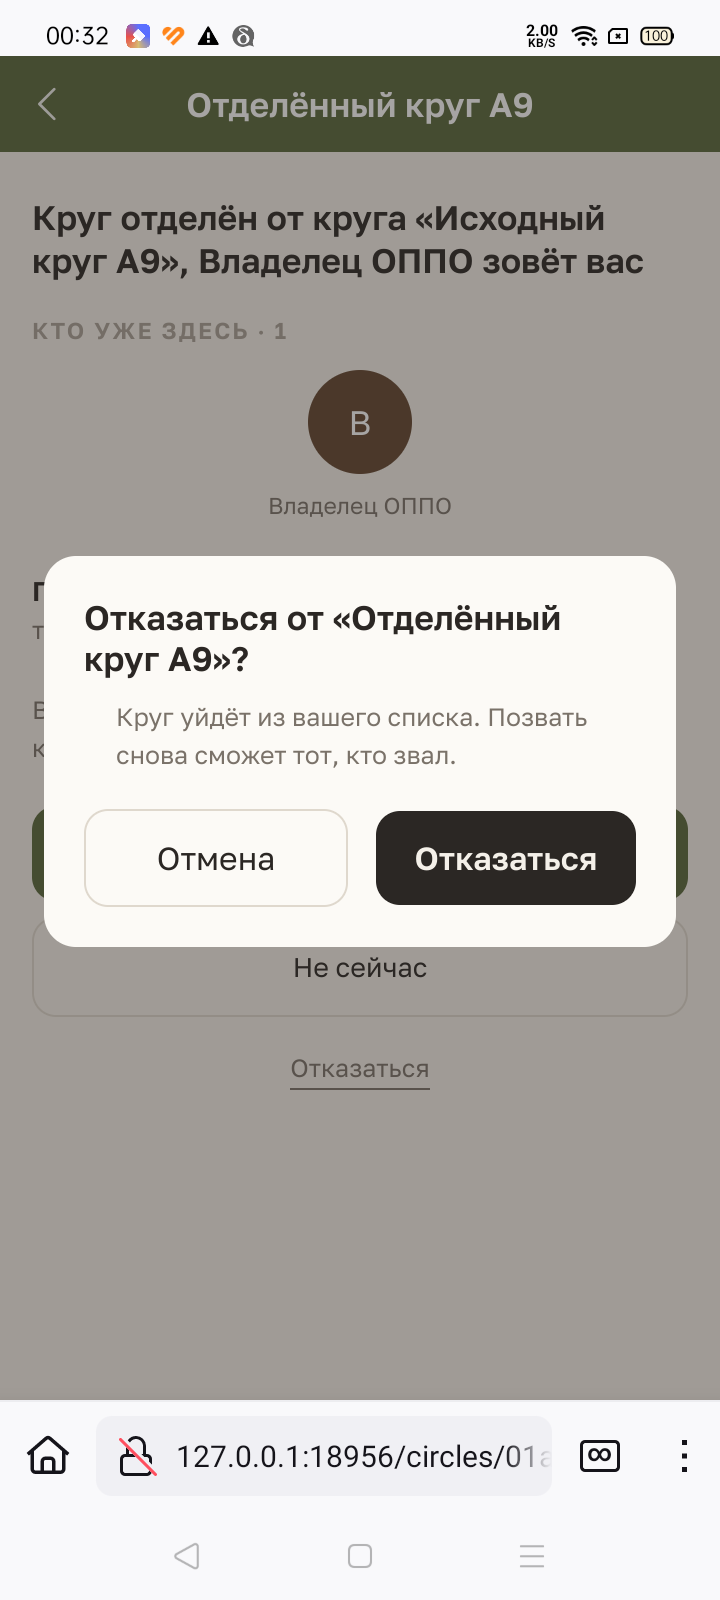 00:32
2.00
KB/S
100
Отделённый круг А9
Круг отделён от круга «Исходный
круг А9», Владелец ОППО зовёт вас
КТО УЖЕ ЗДЕСЬ · 1
В
Владелец ОППО
Отказаться от «Отделённый
круг А9»?
Круг уйдёт из вашего списка. Позвать
снова сможет тот, кто звал.
Отмена
Отказаться
Не сейчас
Отказаться
127.0.0.1:18956/circles/01a